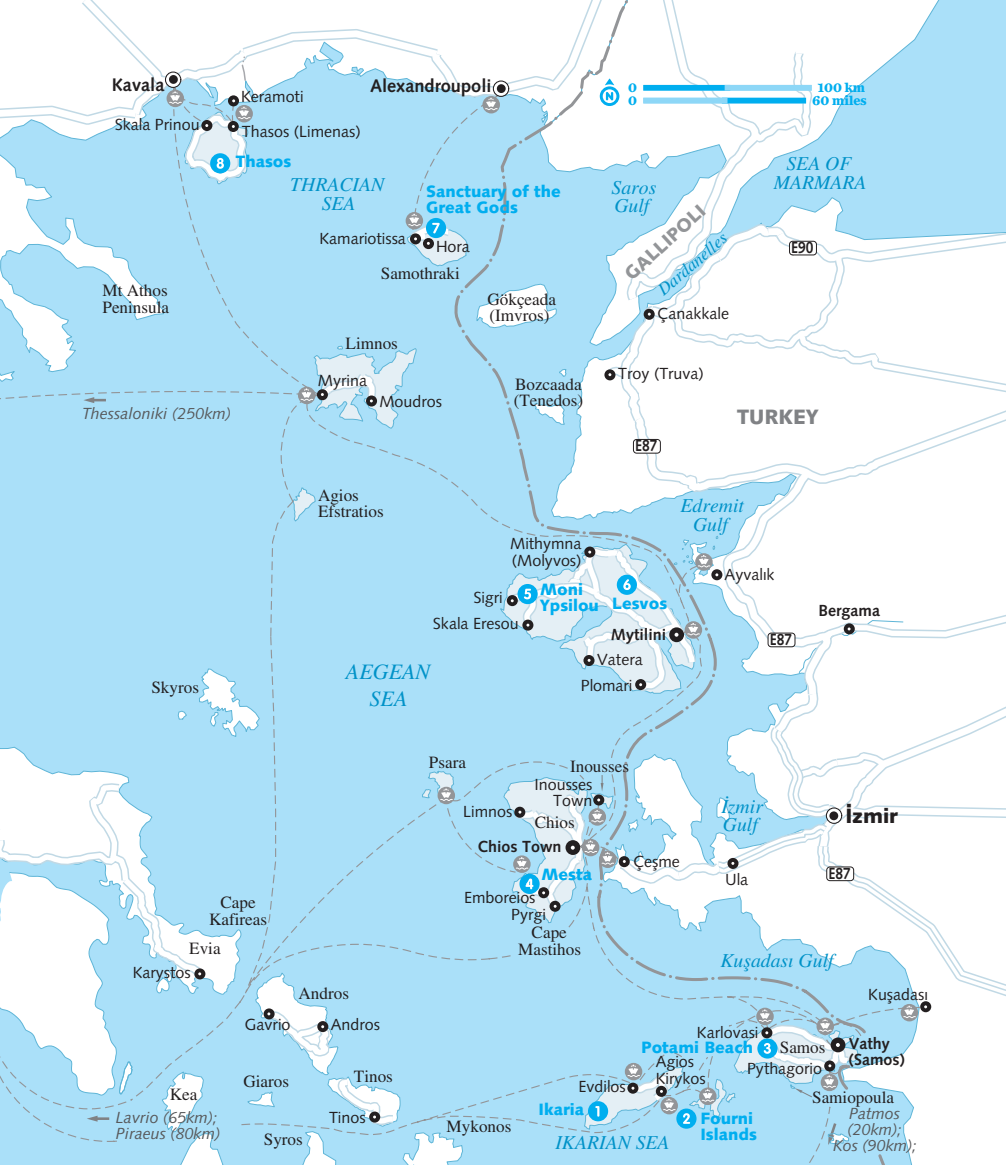 Kavala
Keramoti
Skala Prinou
Thasos (Limenas)
8 Thasos
Alexandroupoli
N
0 100 km
0 60 miles
THRACIAN
SEA
Sanctuary of the
Great Gods
7
Kamariotissa
Hora
Samothraki
Saros
Gulf
SEA OF
MARMARA
GALLIPOLI
Dardanelles
E90
Mt Athos
Peninsula
Gökçeada
(Imvros)
Çanakkale
Limnos
Myrina
Moudros
Thessaloniki (250km)
Bozcaada
(Tenedos)
Troy (Truva)
TURKEY
E87
Agios
Efstratios
Edremit
Gulf
Mithymna
(Molyvos)
Ayvalık
Sigri
5 Moni
Ypsilou
6
Lesvos
Skala Eresou
Mytilini
Bergama
E87
Vatera
Plomari
AEGEAN
SEA
Skyros
Psara
Inousses
Inousses
Town
Limnos
Chios
Chios Town
İzmir
Gulf
İzmir
Çeşme
Ula
E87
4 Mesta
Emboreios
Pyrgi
Cape
Mastihos
Cape
Kafireas
Evia
Karystos
Kuşadası Gulf
Kuşadası
Andros
Gavrio
Andros
Karlovasi
Potami Beach 3
Samos
Vathy
(Samos)
Pythagorio
Samiopoula
Agios
Kirykos
Evdilos
Ikaria 1
2 Fourni
Islands
Giaros
Tinos
Tinos
Kea
Lavrio (65km);
Piraeus (80km)
Syros
Mykonos
IKARIAN SEA
Patmos
(20km);
Kos (90km);